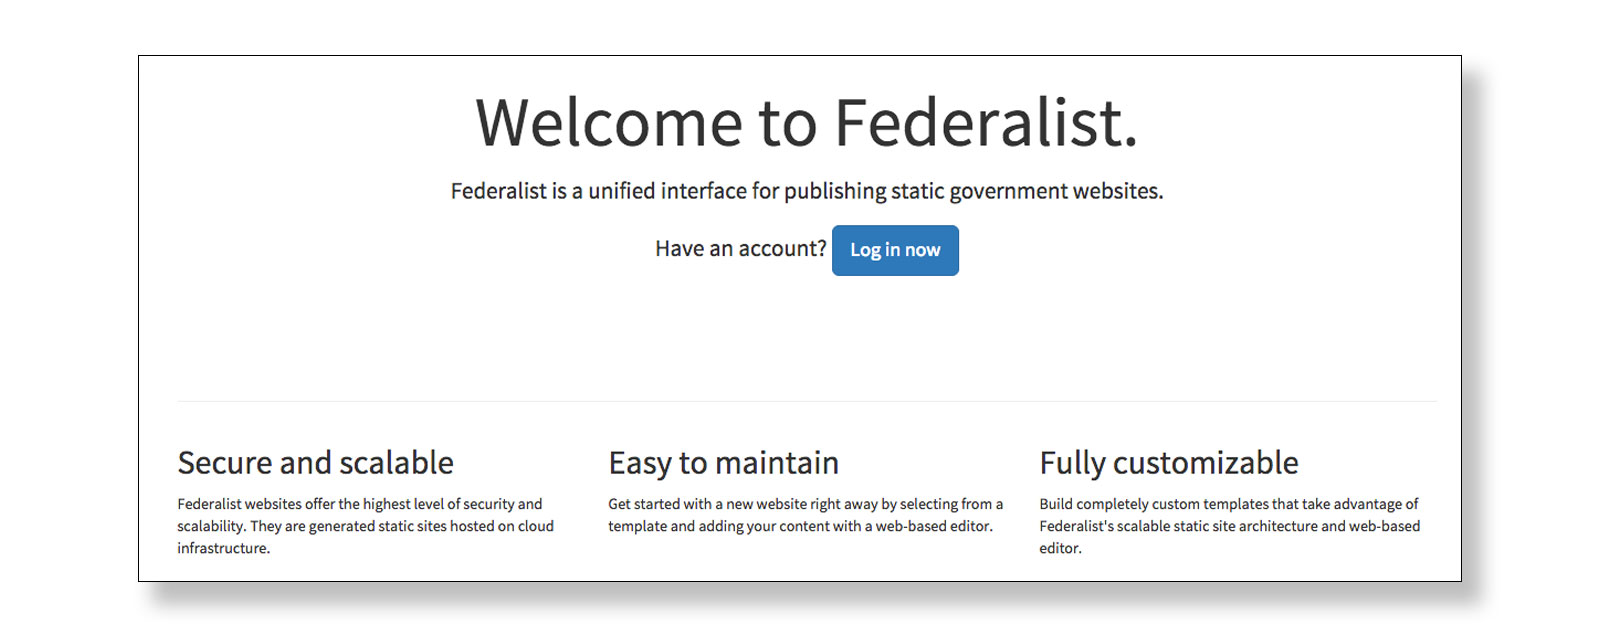 Welcome to Federalist.
Federalist is a unified interface for publishing static government websites.
Have an account? Log in now
Secure and scalable
Federalist websites offer the highest level of security and
scalability. They are generated static sites hosted on cloud
infrastructure.
Easy to maintain
Get started with a new website right away by selecting from a
template and adding your content with a web-based editor.
Fully customizable
Build completely custom templates that take advantage of
Federalist's scalable static site architecture and web-based
editor.